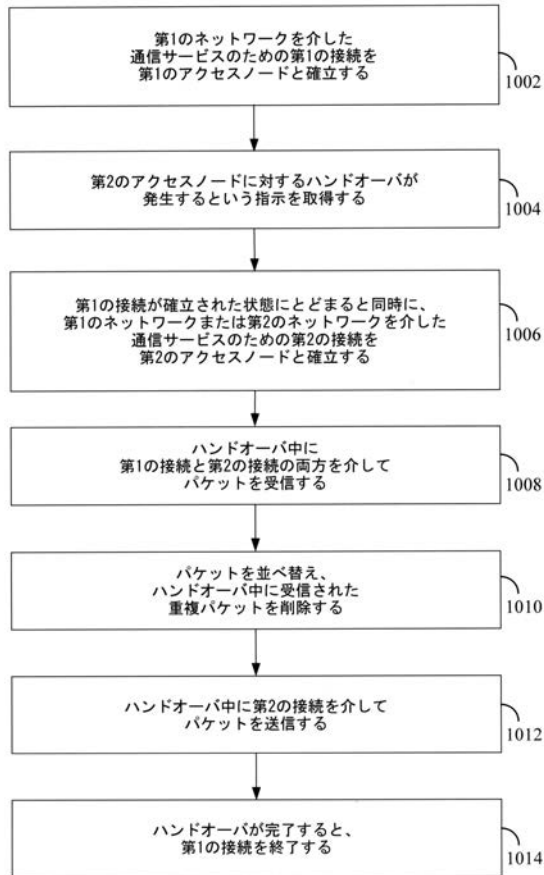 第1のネットワークを介した
通信サービスのための第1の接続を
第1のアクセスノードと確立する
1002
第2のアクセスノードに対するハンドオーバが
発生するという指示を取得する
1004
第1の接続が確立された状態にとどまると同時に、
第1のネットワークまたは第2のネットワークを介した
通信サービスのための第2の接続を
第2のアクセスノードと確立する
1006
ハンドオーバ中に
第1の接続と第2の接続の両方を介して
パケットを受信する
1008
パケットを並べ替え、
ハンドオーバ中に受信された
重複パケットを削除する
1010
ハンドオーバ中に第2の接続を介して
パケットを送信する
1012
ハンドオーバが完了すると、
第1の接続を終了する
1014